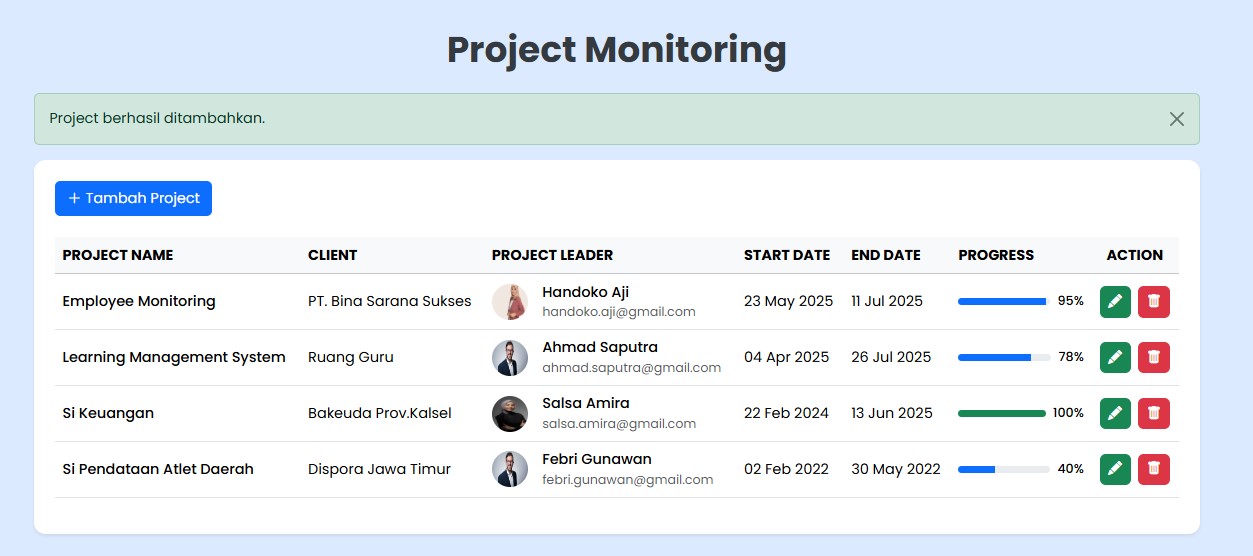 Project Monitoring
Project berhasil ditambahkan.
+ Tambah Project
PROJECT NAME CLIENT PROJECT LEADER START DATE END DATE PROGRESS ACTION
Employee Monitoring PT. Bina Sarana Sukses Handoko Aji 23 May 2025 11 Jul 2025 95%
handoko.aji@gmail.com
Learning Management System Ruang Guru Ahmad Saputra 04 Apr 2025 26 Jul 2025 78%
ahmad.saputra@gmail.com
Si Keuangan Bakeuda Prov.Kalsel Salsa Amira 22 Feb 2024 13 Jun 2025 100%
salsa.amira@gmail.com
Si Pendataan Atlet Daerah Dispora Jawa Timur Febri Gunawan 02 Feb 2022 30 May 2022 40%
febri.gunawan@gmail.com